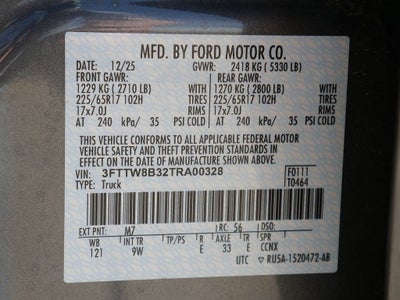 MFD. BY FORD MOTOR CO.
DATE: 12/25 GVWR: 2418 KG ( 5330 LB)
FRONT GAWR: REAR GAWR:
1229 KG ( 2710 LB) WITH 1270 KG ( 2800 LB) WITH
225/65R17 102H TIRES 225/65R17 102H TIRES
17x7.0J RIMS 17x7.0J RIMS
AT 240 kPa/ 35 PSI COLD AT 240 kPa/ 35 PSI COLD
THIS VEHICLE CONFORMS TO ALL APPLICABLE FEDERAL MOTOR
VEHICLE SAFETY AND THEFT PREVENTION STANDARDS IN
EFFECT ON THE DATE OF MANUFACTURE SHOWN ABOVE.
VIN: 3FTTW8B32TRA00328 F0111
TYPE: Truck T0464
EXT PNT: M7 RC: 56 DSO:
WB INT TR TP/PS R AXLE TR SPR
121 9W E 33 E CCNX
UTC ▽ RU5A-1520472-AB